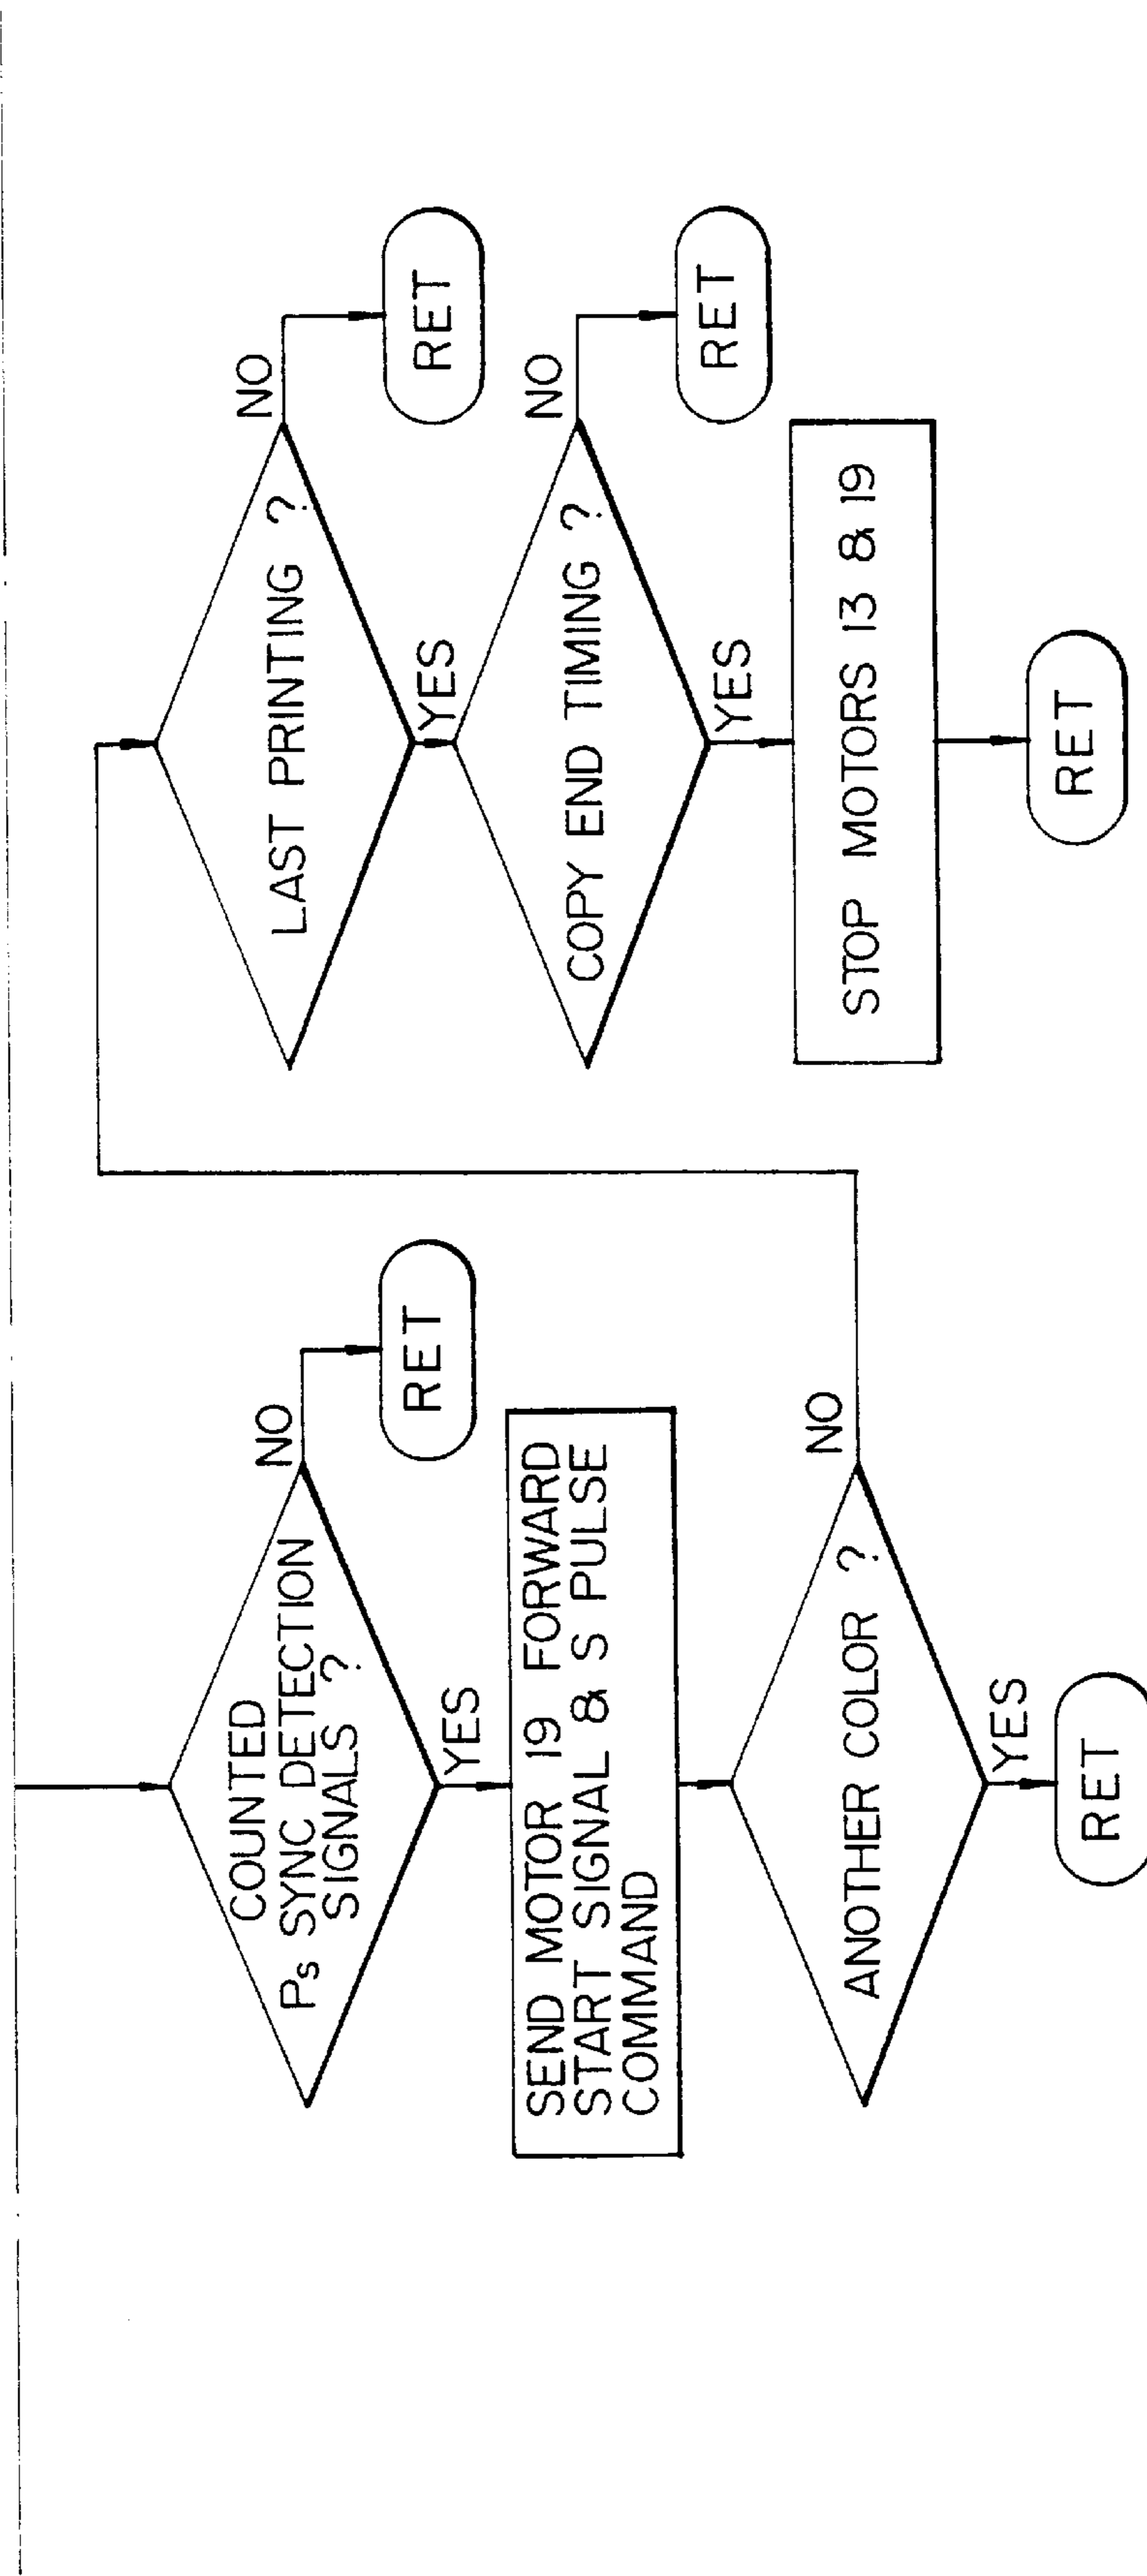 COUNTED
Ps SYNC DETECTION
SIGNALS ?
NO
RET
YES
SEND MOTOR 19 FORWARD
START SIGNAL & S PULSE
COMMAND
ANOTHER COLOR ?
NO
YES
RET
LAST PRINTING ?
NO
RET
YES
COPY END TIMING ?
NO
RET
YES
STOP MOTORS 13 & 19
RET